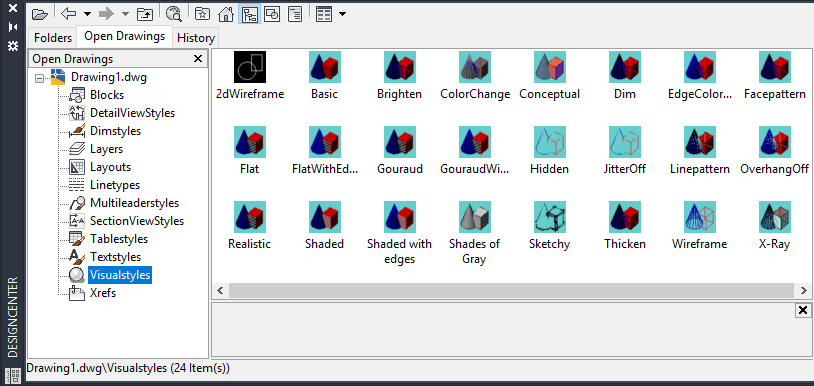 Folders
Open Drawings
History
Open Drawings
Drawing1.dwg
Blocks
DetailViewStyles
Dimstyles
Layers
Layouts
Linetypes
Multileaderstyles
SectionViewStyles
Tablestyles
Textstyles
Visualstyles
Xrefs
2dWireframe
Basic
Brighten
ColorChange
Conceptual
Dim
EdgeColor...
Facepattern
Flat
FlatWithEd...
Gouraud
GouraudWi...
Hidden
JitterOff
Linepattern
OverhangOff
Realistic
Shaded
Shaded with
edges
Shades of
Gray
Sketchy
Thicken
Wireframe
X-Ray
DESIGNCENTER
Drawing1.dwg\Visualstyles (24 Item(s))